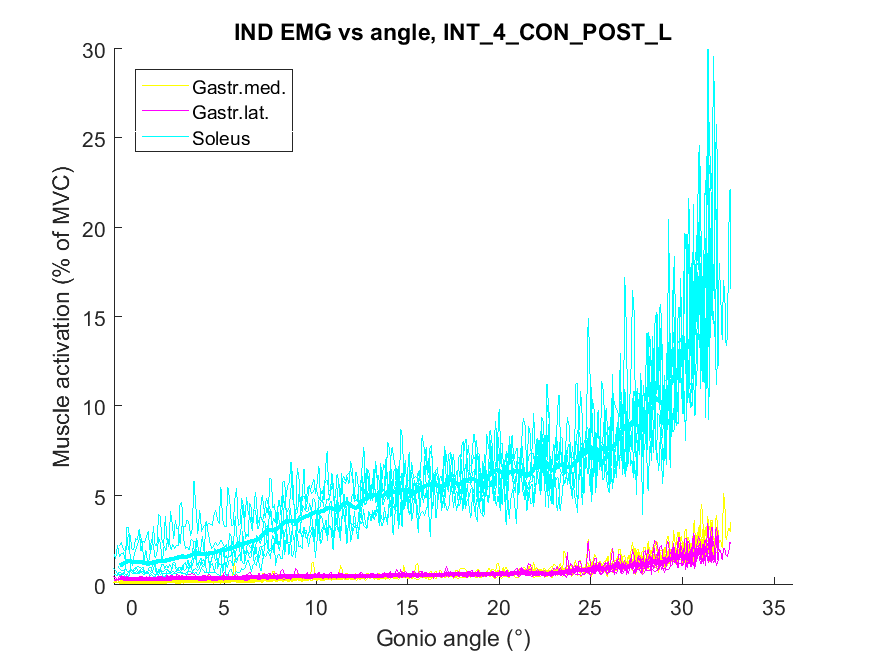 IND EMG vs angle, INT_4_CON_POST_L
30
25
20
15
10
5
0
Gastr.med.
Gastr.lat.
Soleus
Muscle activation (% of MVC)
0 5 10 15 20 25 30 35
Gonio angle (°)